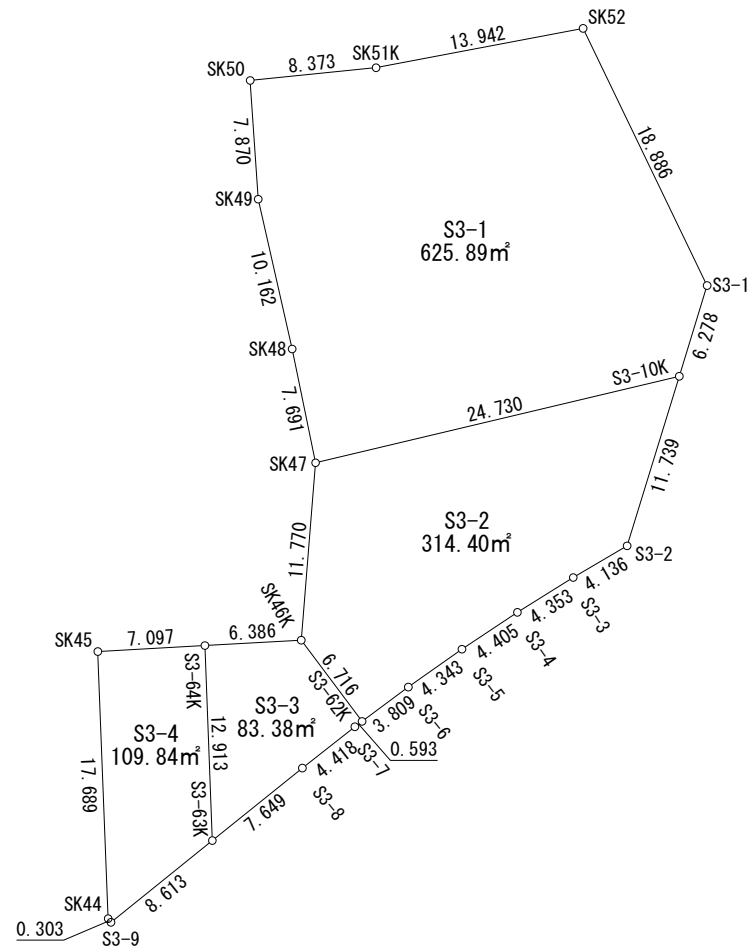 SK52
13.942
SK51K
8.373
SK50
7.870
18.886
SK49
S3-1
625.89㎡
10.162
S3-1
6.278
SK48
S3-10K
7.691
24.730
SK47
11.739
S3-2
314.40㎡
11.770
S3-2
4.136
S3-3
4.353
S3-4
4.405
S3-5
4.343
S3-6
3.809
SK46K
6.716
S3-62K
S3-7
0.593
SK45
7.097
6.386
S3-64K
S3-3
83.38㎡
S3-4
109.84㎡
12.913
4.418
S3-8
17.689
S3-63K
7.649
8.613
SK44
0.303
S3-9